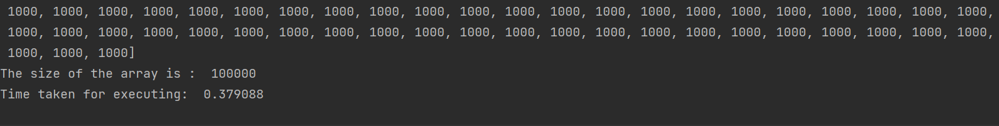 1000, 1000, 1000, 1000, 1000, 1000, 1000, 1000, 1000, 1000, 1000, 1000, 1000, 1000, 1000, 1000, 1000, 1000, 1000, 1000, 1000, 1000,
1000, 1000, 1000, 1000, 1000, 1000, 1000, 1000, 1000, 1000, 1000, 1000, 1000, 1000, 1000, 1000, 1000, 1000, 1000, 1000, 1000, 1000,
1000, 1000, 1000]
The size of the array is :  100000
Time taken for executing:  0.379088